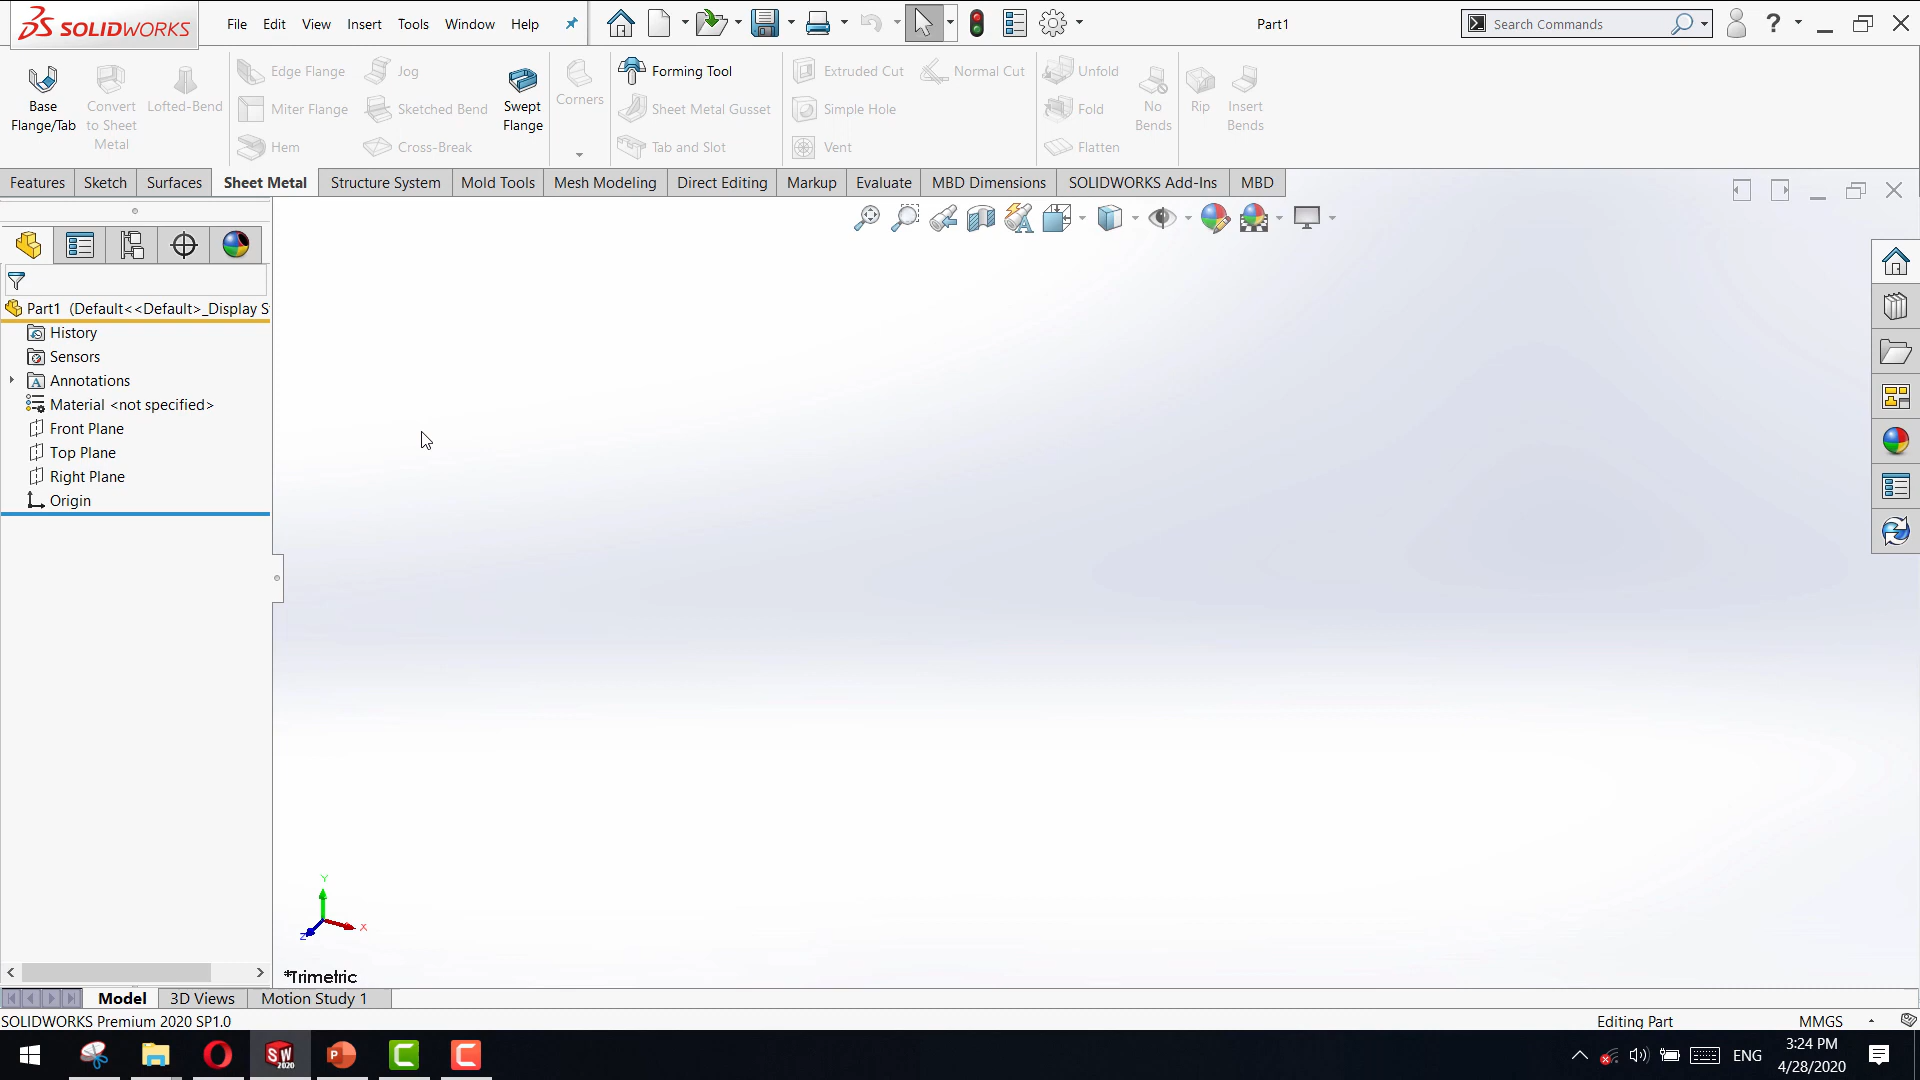 SOLIDWORKS File Edit View Insert Tools Window Help Part1 Search Commands ?
Base Flange/Tab
Convert to Sheet Metal
Lofted-Bend
Edge Flange
Miter Flange
Hem
Jog
Sketched Bend
Cross-Break
Swept Flange
Corners
Forming Tool
Sheet Metal Gusset
Tab and Slot
Extruded Cut
Simple Hole
Vent
Normal Cut
Unfold
Fold
Flatten
No Bends
Rip
Insert Bends
Features Sketch Surfaces Sheet Metal Structure System Mold Tools Mesh Modeling Direct Editing Markup Evaluate MBD Dimensions SOLIDWORKS Add-Ins MBD
Part1 (Default<<Default>_Display S
History
Sensors
Annotations
Material <not specified>
Front Plane
Top Plane
Right Plane
Origin
Y
X
Z
*Trimetric
Model 3D Views Motion Study 1
SOLIDWORKS Premium 2020 SP1.0 Editing Part MMGS
SW 2020
P
C
C
ENG
3:24 PM
4/28/2020